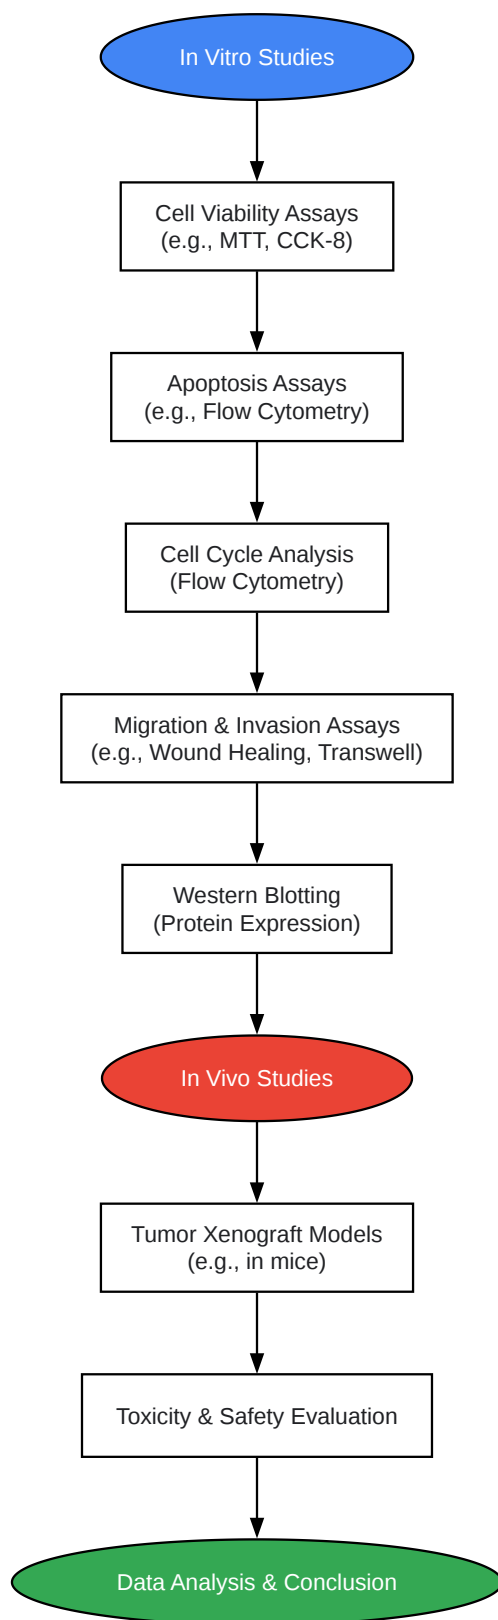 In Vitro Studies
Cell Viability Assays
(e.g., MTT, CCK-8)
Apoptosis Assays
(e.g., Flow Cytometry)
Cell Cycle Analysis
(Flow Cytometry)
Migration & Invasion Assays
(e.g., Wound Healing, Transwell)
Western Blotting
(Protein Expression)
In Vivo Studies
Tumor Xenograft Models
(e.g., in mice)
Toxicity & Safety Evaluation
Data Analysis & Conclusion